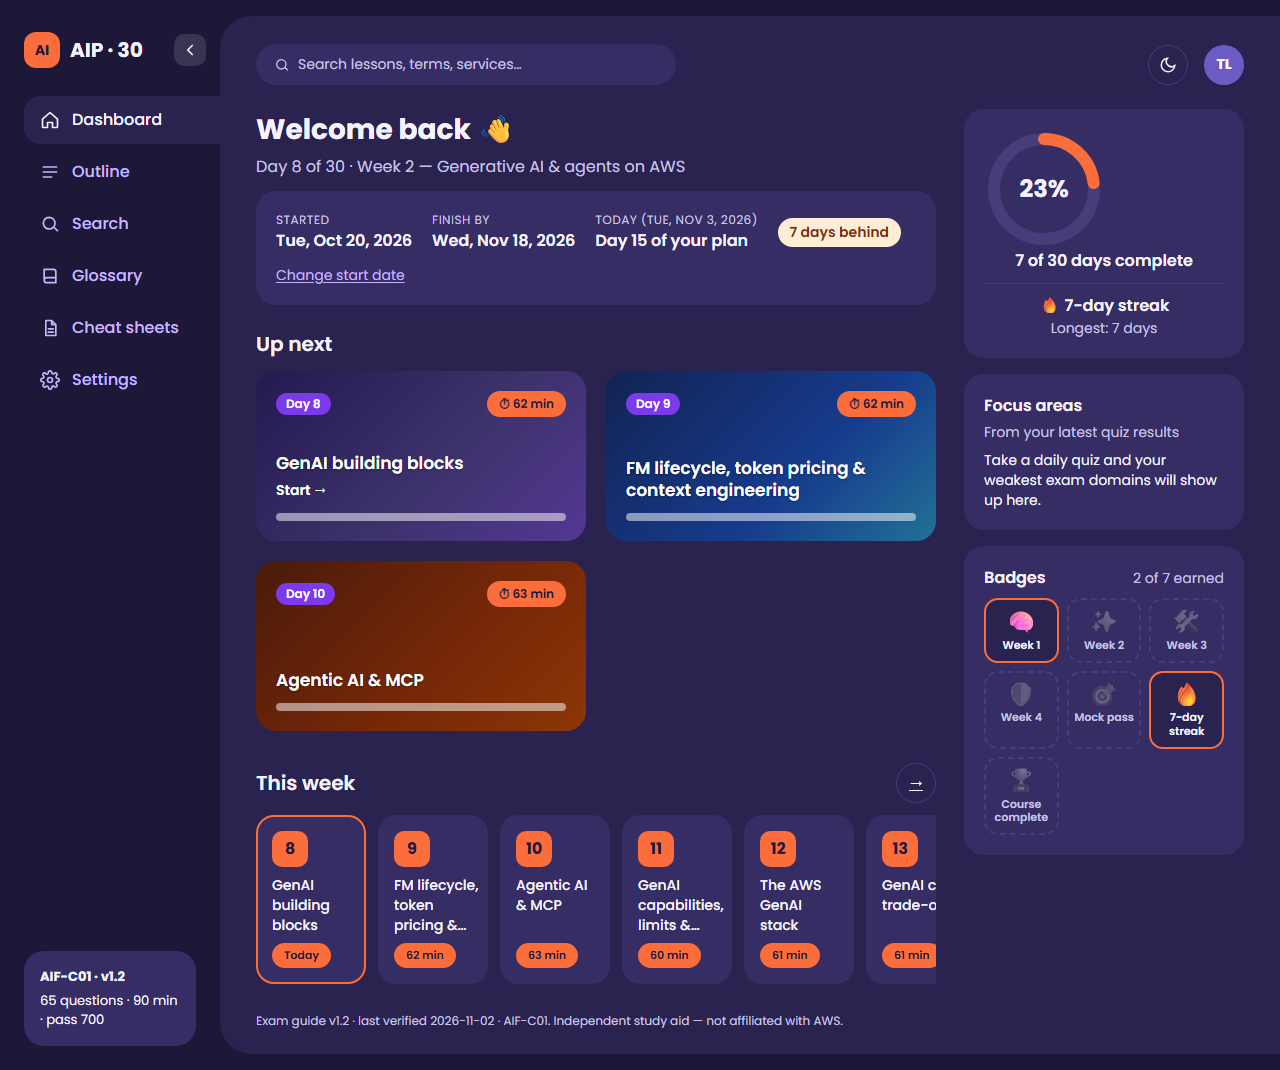 AI
AIP · 30
Dashboard
Outline
Search
Glossary
Cheat sheets
Settings
AIF-C01 · v1.2
65 questions · 90 min
· pass 700
Search lessons, terms, services...
TL
Welcome back 👋
Day 8 of 30 · Week 2 — Generative AI & agents on AWS
STARTED
Tue, Oct 20, 2026
FINISH BY
Wed, Nov 18, 2026
TODAY (TUE, NOV 3, 2026)
Day 15 of your plan
7 days behind
Change start date
Up next
Day 8
⏱ 62 min
GenAI building blocks
Start →
Day 9
⏱ 62 min
FM lifecycle, token pricing &
context engineering
Day 10
⏱ 63 min
Agentic AI & MCP
This week
→
8
GenAI
building
blocks
Today
9
FM lifecycle,
token
pricing &...
62 min
10
Agentic AI
& MCP
63 min
11
GenAI
capabilities,
limits &...
60 min
12
The AWS
GenAI
stack
61 min
13
GenAI c
trade-o
61 min
Exam guide v1.2 · last verified 2026-11-02 · AIF-C01. Independent study aid — not affiliated with AWS.
23%
7 of 30 days complete
🔥 7-day streak
Longest: 7 days
Focus areas
From your latest quiz results
Take a daily quiz and your
weakest exam domains will show
up here.
Badges
2 of 7 earned
Week 1
Week 2
Week 3
Week 4
Mock pass
7-day
streak
Course
complete